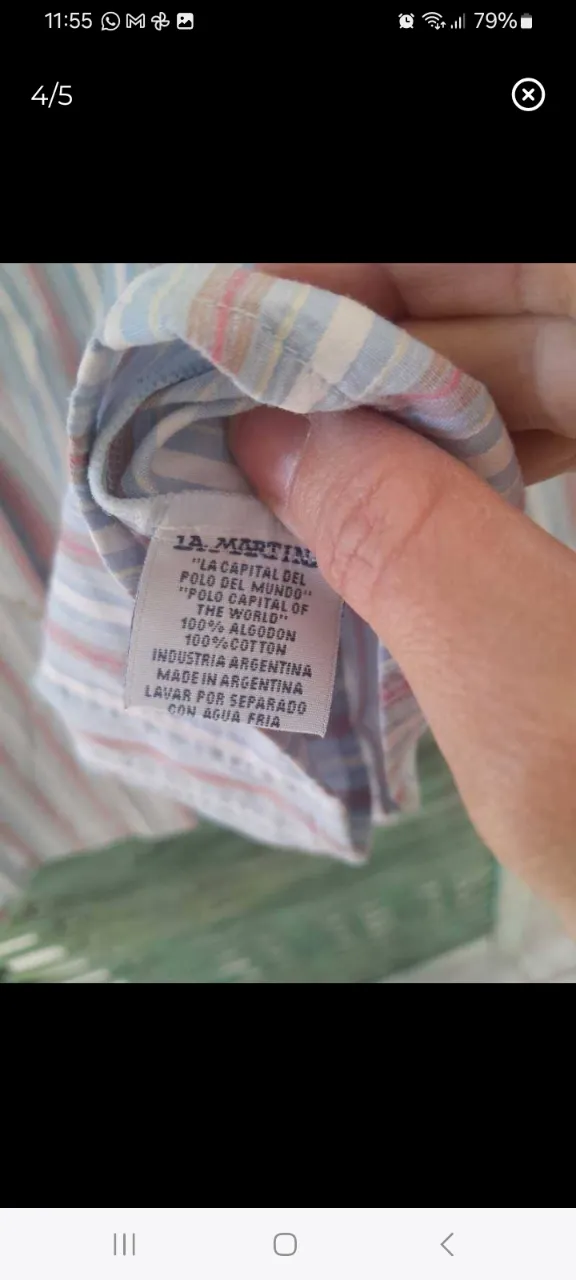 11:55
79%
4/5
LA MARTIN
"LA CAPITAL DEL
POLO DEL MUNDO"
"POLO CAPITAL OF
THE WORLD"
100% ALGODON
100% COTTON
INDUSTRIA ARGENTINA
MADE IN ARGENTINA
LAVAR POR SEPARADO
CON AGUA FRIA